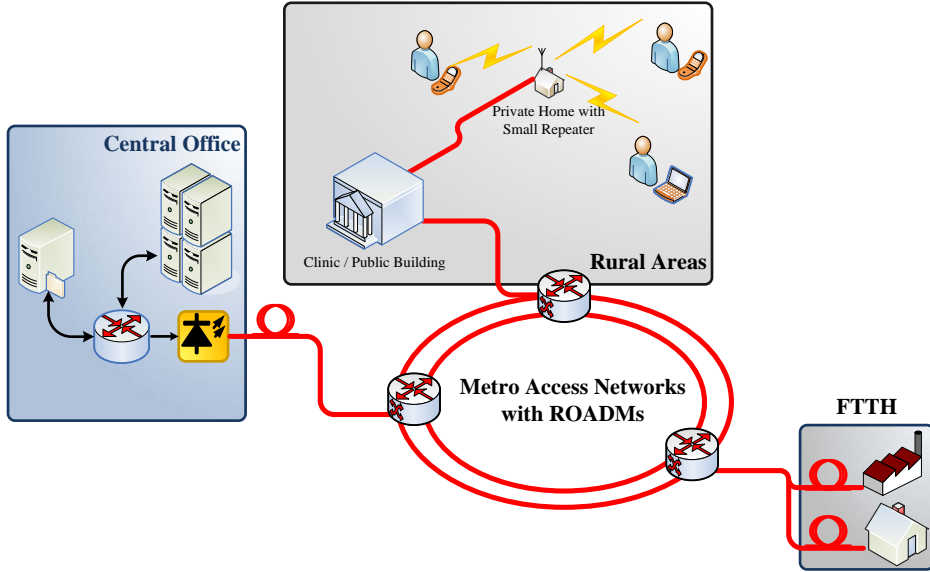 Central Office
Private Home with
Small Repeater
Clinic / Public Building
Rural Areas
Metro Access Networks
with ROADMs
FTTH